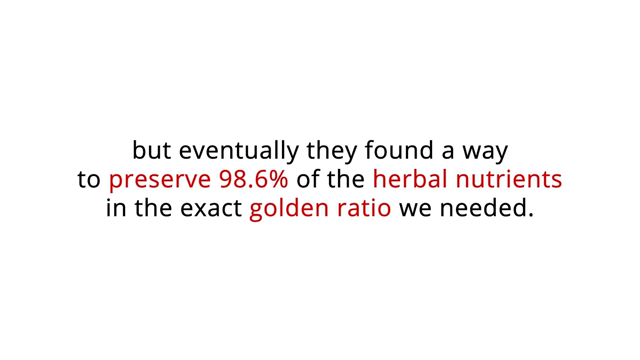 but eventually they found a way
to preserve 98.6% of the herbal nutrients
in the exact golden ratio we needed.